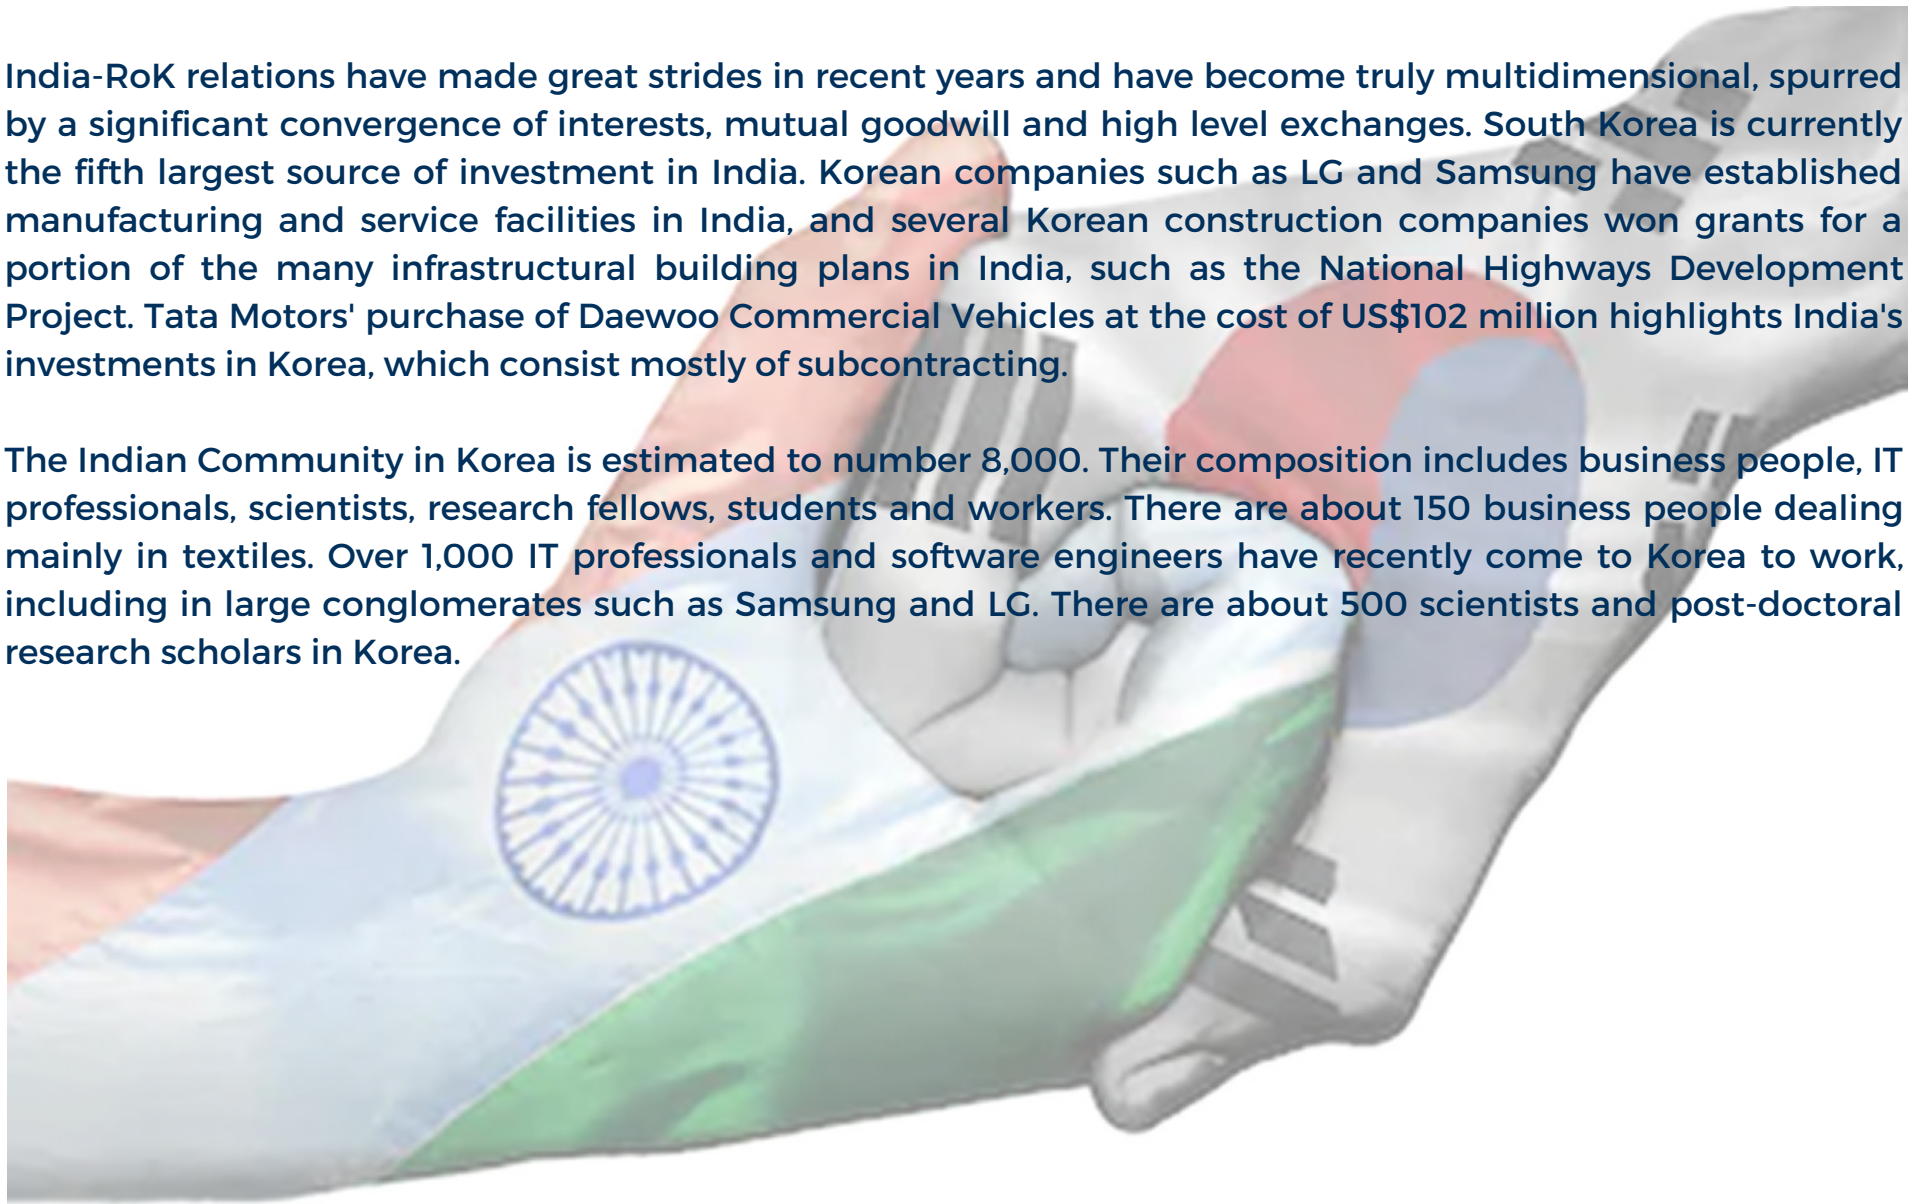 India-RoK relations have made great strides in recent years and have become truly multidimensional, spurred
by a significant convergence of interests, mutual goodwill and high level exchanges. South Korea is currently
the fifth largest source of investment in India. Korean companies such as LG and Samsung have established
manufacturing and service facilities in India, and several Korean construction companies won grants for a
portion of the many infrastructural building plans in India, such as the National Highways Development
Project. Tata Motors' purchase of Daewoo Commercial Vehicles at the cost of US$102 million highlights India's
investments in Korea, which consist mostly of subcontracting.
The Indian Community in Korea is estimated to number 8,000. Their composition includes business people, IT
professionals, scientists, research fellows, students and workers. There are about 150 business people dealing
mainly in textiles. Over 1,000 IT professionals and software engineers have recently come to Korea to work,
including in large conglomerates such as Samsung and LG. There are about 500 scientists and post-doctoral
research scholars in Korea.